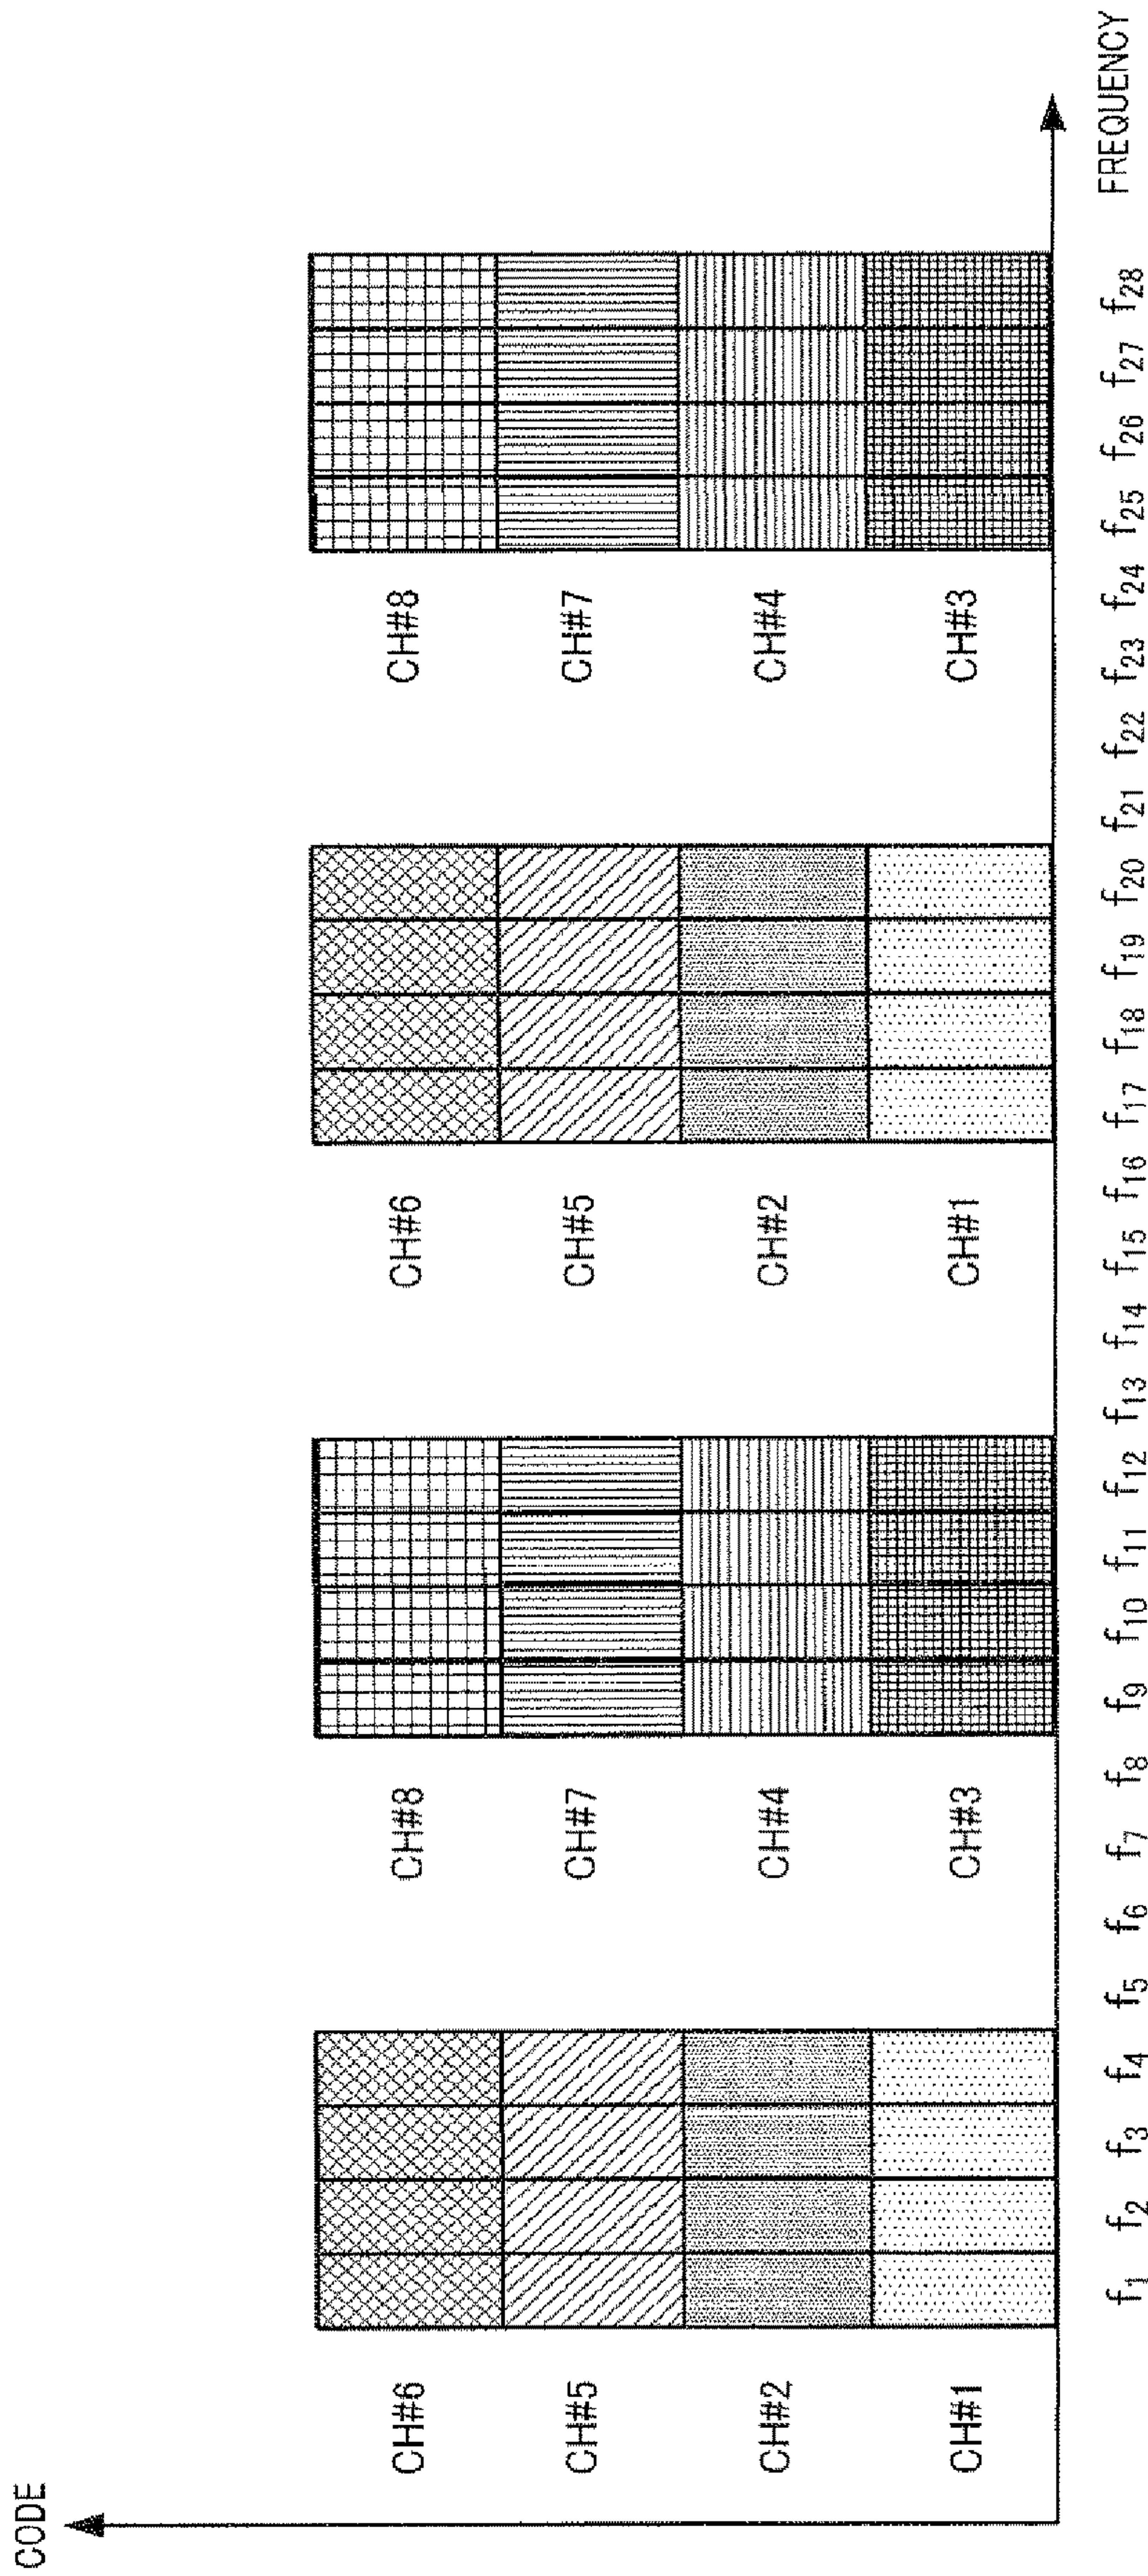 CODE
CH#6 CH#8 CH#6 CH#8
CH#5 CH#7 CH#5 CH#7
CH#2 CH#4 CH#2 CH#4
CH#1 CH#3 CH#1 CH#3
f1 f2 f3 f4 f5 f6 f7 f8 f9 f10 f11 f12 f13 f14 f15 f16 f17 f18 f19 f20 f21 f22 f23 f24 f25 f26 f27 f28
FREQUENCY